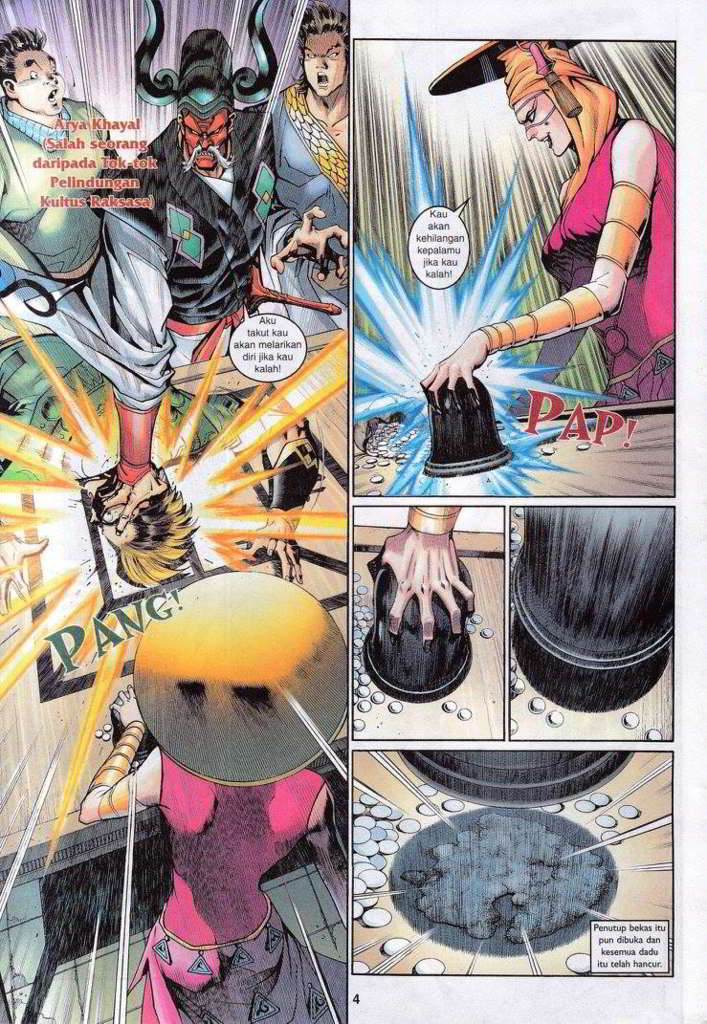 Arya Khayal
(Salah seorang
daripada Tok-tok
Pelindungan
Kultus Raksasa)
Aku
takut kau
akan melarikan
diri jika kau
kalah!
PANG!
Kau
akan
kehilangan
kepalamu
jika kau
kalah!
PAP!
Penutup bekas itu
pun dibuka dan
kesemua dadu
itu telah hancur.
4